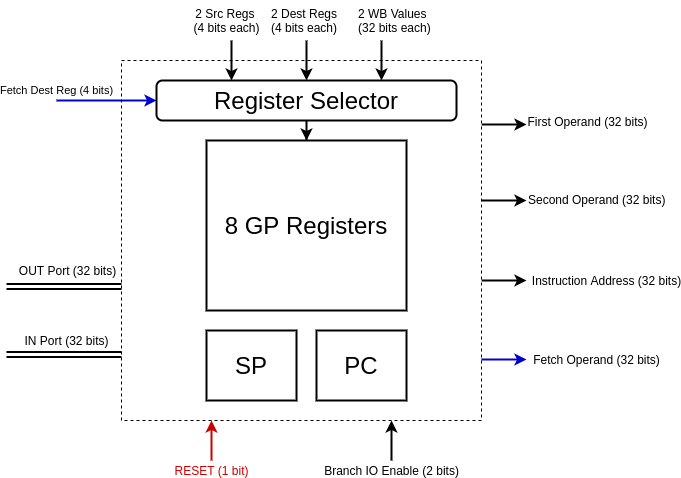 2 Src Regs
(4 bits each)
2 Dest Regs
(4 bits each)
2 WB Values
(32 bits each)
Fetch Dest Reg (4 bits)
Register Selector
First Operand (32 bits)
Second Operand (32 bits)
8 GP Registers
OUT Port (32 bits)
Instruction Address (32 bits)
IN Port (32 bits)
SP
PC
Fetch Operand (32 bits)
RESET (1 bit)
Branch IO Enable (2 bits)